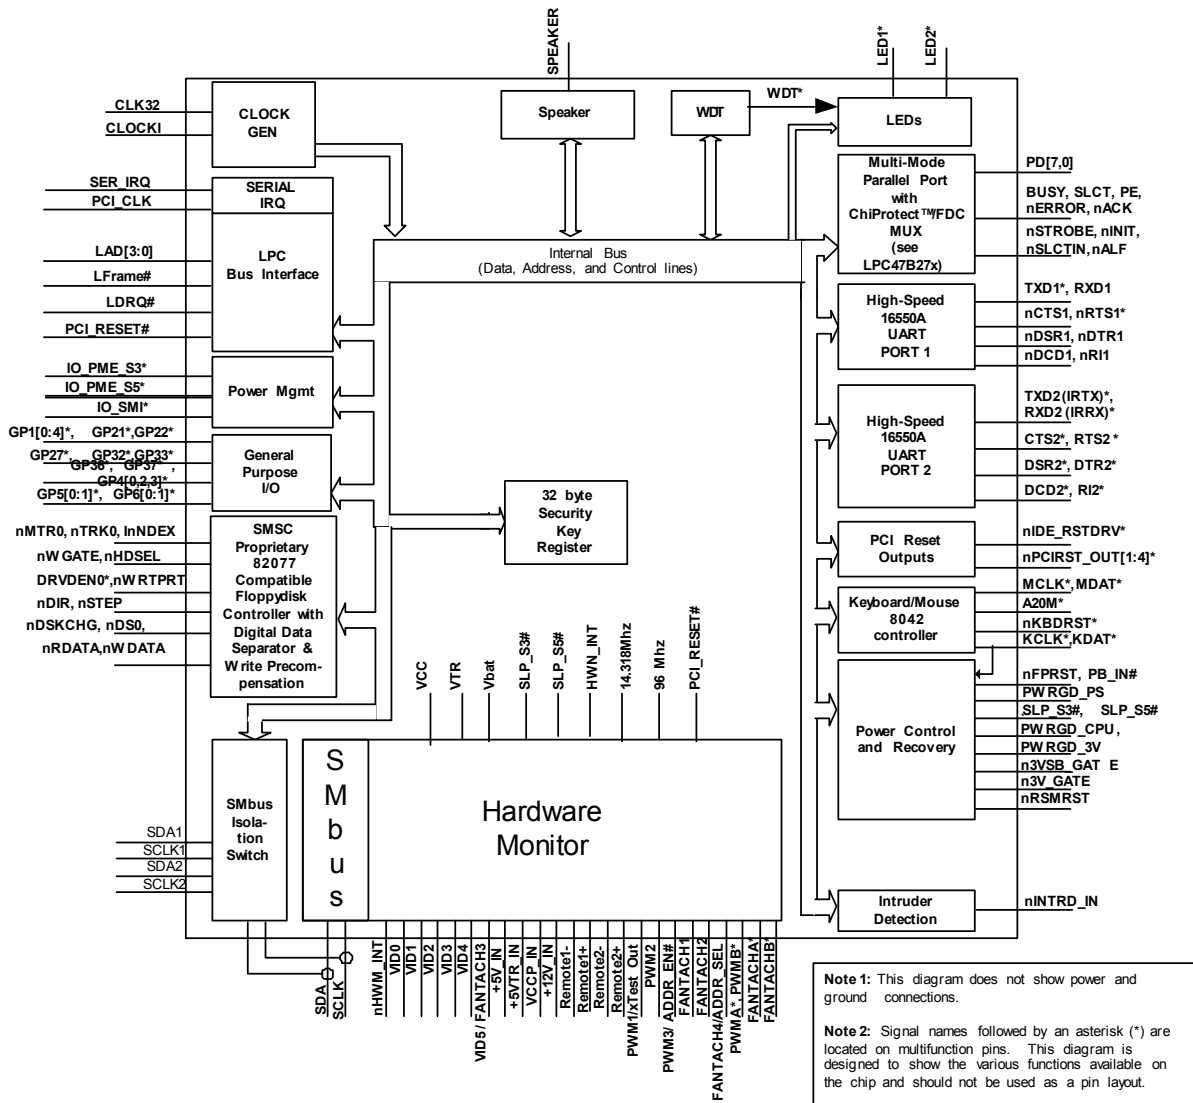 SPEAKER
LED1*
LED2*
CLK32
CLOCKI
CLOCK
GEN
Speaker
WDT
WDT*
LEDs
SER_IRQ
PCI_CLK
SERIAL
IRQ
LAD[3:0]
LFrame#
LDRQ#
PCI_RESET#
LPC
Bus Interface
Internal Bus
(Data, Address, and Control lines)
Multi-Mode
Parallel Port
with
ChiProtect™/FDC
MUX
(see
LPC47B27x)
PD[7,0]
BUSY, SLCT, PE,
nERROR, nACK
nSTROBE, nINIT,
nSLCTIN, nALF
High-Speed
16550A
UART
PORT 1
TXD1*, RXD1
nCTS1, nRTS1*
nDSR1, nDTR1
nDCD1, nRI1
IO_PME_S3*
IO_PME_S5*
IO_SMI*
Power Mgmt
High-Speed
16550A
UART
PORT 2
TXD2(IRTX)*,
RXD2(IRRX)*
CTS2*, RTS2*
DSR2*, DTR2*
DCD2*, RI2*
GP1[0:4]*, GP21*,GP22*
GP27*, GP32*,GP33*
GP36*, GP37*,
GP4[0,2,3]*
GP5[0:1]*, GP6[0:1]*
General
Purpose
I/O
32 byte
Security
Key
Register
nMTR0, nTRK0, InNDEX
nWGATE, nHDSEL
DRVDEN0*,nWRTPRT
nDIR, nSTEP
nDSKCHG, nDS0,
nRDATA,nWDATA
SMSC
Proprietary
82077
Compatible
Floppydisk
Controller with
Digital Data
Separator &
Write Precom-
pensation
PCI Reset
Outputs
nIDE_RSTDRV*
nPCIRST_OUT[1:4]*
Keyboard/Mouse
8042
controller
MCLK*, MDAT*
A20M*
nKBDRST*
KCLK*,KDAT*
Power Control
and Recovery
nFPRST, PB_IN#
PWRGD_PS
SLP_S3#, SLP_S5#
PWRGD_CPU,
PWRGD_3V
n3VSB_GATE
n3V_GATE
nRSMRST
VCC
VTR
Vbat
SLP_S3#
SLP_S5#
HWN_INT
14.318Mhz
96 Mhz
PCI_RESET#
SMbus
Isola-
tion
Switch
SDA1
SCLK1
SDA2
SCLK2
SMbus
Hardware
Monitor
Intruder
Detection
nINTRD_IN
SDA
SCLK
nHWM_INT
VID0
VID1
VID2
VID3
VID4
VID5/ FANTACH3
+5V_IN
+5VTR_IN
VCCP_IN
+12V_IN
Remote1-
Remote1+
Remote2-
Remote2+
PWM1/xTest Out
PWM2
PWM3/ ADDR_EN#
FANTACH1
FANTACH2
FANTACH4/ADDR_SEL
PWMA*, PWMB*
FANTACHA*
FANTACHB*
Note 1: This diagram does not show power and
ground connections.
Note 2: Signal names followed by an asterisk (*) are
located on multifunction pins. This diagram is
designed to show the various functions available on
the chip and should not be used as a pin layout.